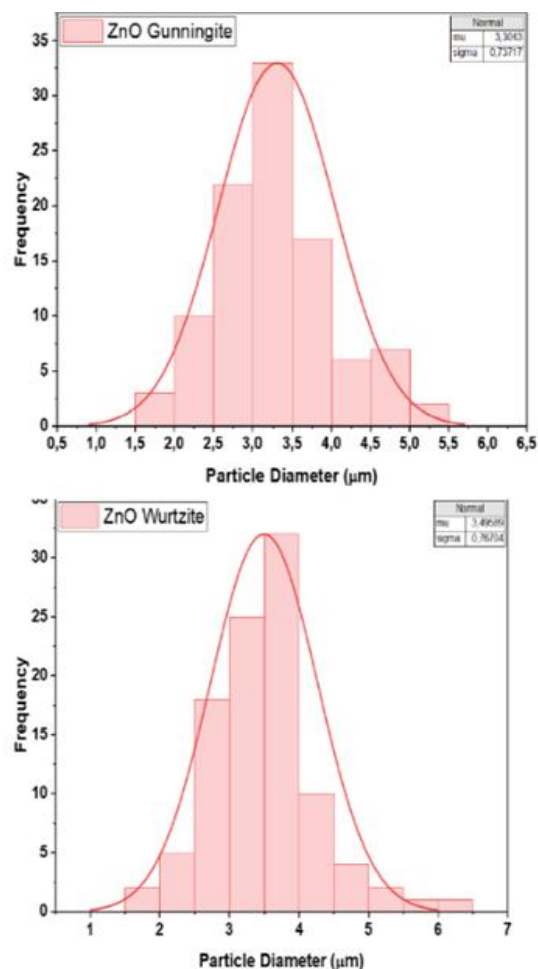 ZnO Gunningite
Normal
mu 3,3043
sigma 0,73717
35
30
25
20
15
10
5
0
Frequency
0,5 1,0 1,5 2,0 2,5 3,0 3,5 4,0 4,5 5,0 5,5 6,0 6,5
Particle Diameter (μm)
ZnO Wurtzite
Normal
mu 3,49589
sigma 0,76704
30
25
20
15
10
5
0
Frequency
1 2 3 4 5 6 7
Particle Diameter (μm)